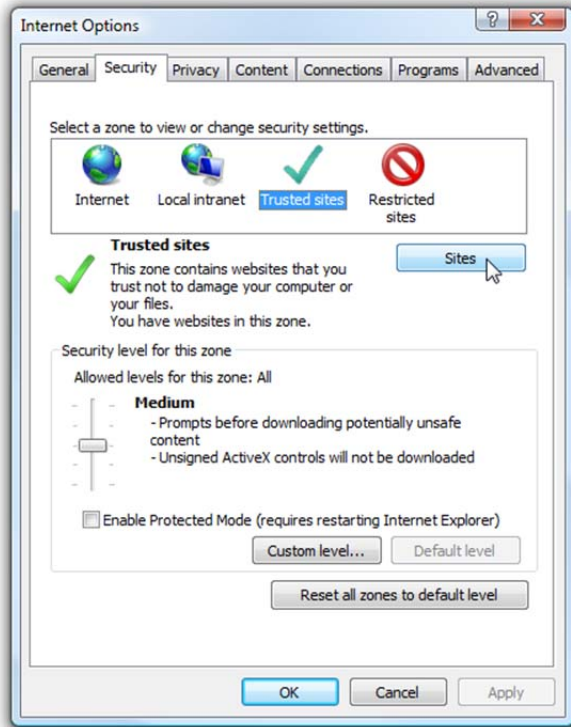 Internet Options
?
X
General Security Privacy Content Connections Programs Advanced
Select a zone to view or change security settings.
Internet Local intranet Trusted sites Restricted
sites
Trusted sites
Sites
This zone contains websites that you
trust not to damage your computer or
your files.
You have websites in this zone.
Security level for this zone
Allowed levels for this zone: All
Medium
- Prompts before downloading potentially unsafe
content
- Unsigned ActiveX controls will not be downloaded
Enable Protected Mode (requires restarting Internet Explorer)
Custom level... Default level
Reset all zones to default level
OK Cancel Apply